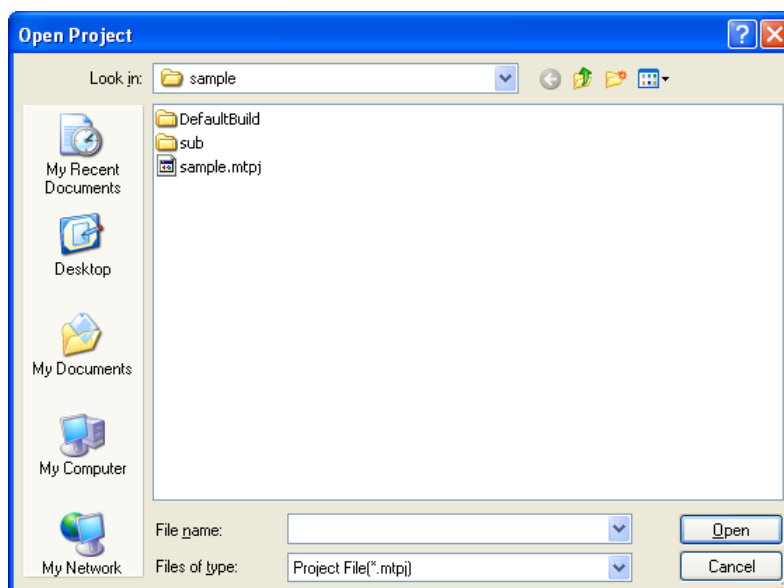 Open Project
Look in:
sample
DefaultBuild
sub
sample.mtpj
My Recent
Documents
Desktop
My Documents
My Computer
My Network
File name:
Open
Files of type:
Project File(*.mtpj)
Cancel